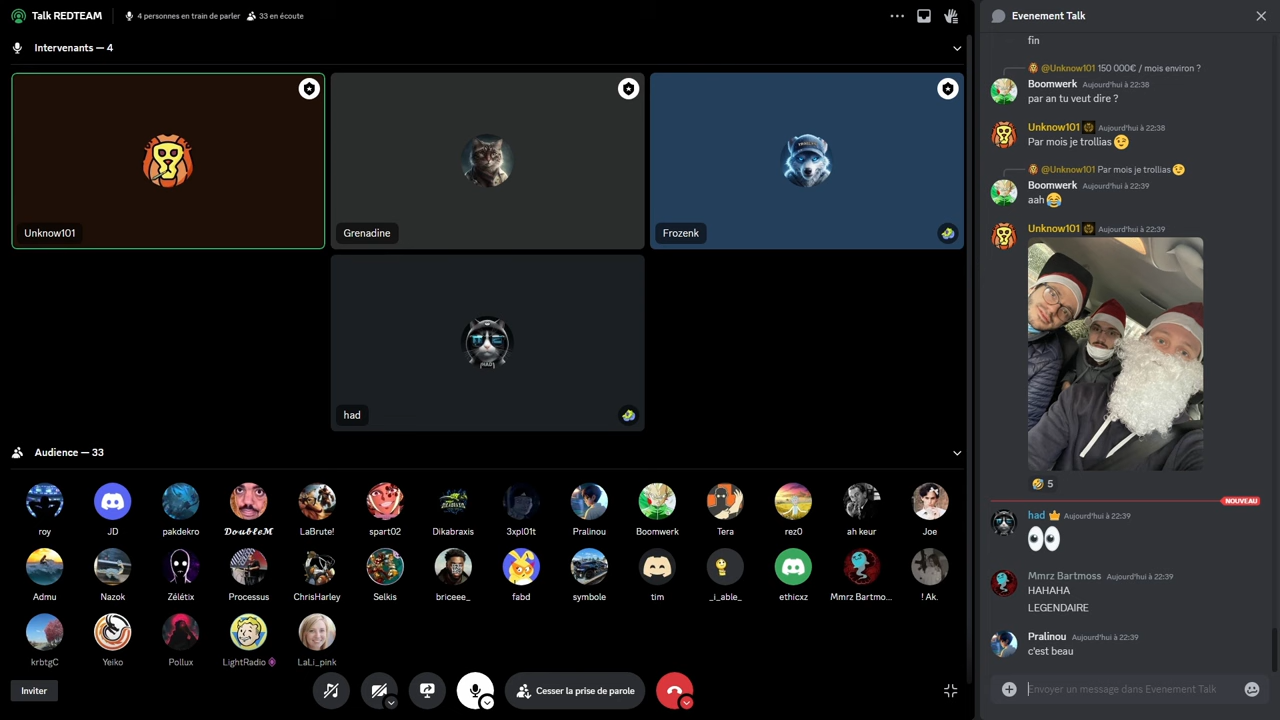 Talk REDTEAM
4 personnes en train de parler
33 en écoute
Intervenants — 4
Unknow101
Grenadine
Frozenk
had
Audience — 33
roy
JD
pakdekro
𝓓𝓸𝓾𝓫𝓵𝓮𝓜
LaBrute!
spart02
Dikabraxis
3xpl01t
Pralinou
Boomwerk
Tera
rez0
ah keur
Joe
Admu
Nazok
Zélétix
Processus
ChrisHarley
Selkis
briceee_
fabd
symbole
tim
_i_able_
ethicxz
Mmrz Bartmo...
! Ak.
krbtgC
Yeiko
Pollux
LightRadio
LaLi_pink
Inviter
Cesser la prise de parole
Evenement Talk
fin
@Unknow101 150 000€ / mois environ ?
Boomwerk Aujourd'hui à 22:38
par an tu veut dire ?
Unknow101 Aujourd'hui à 22:38
Par mois je trollias 😉
@Unknow101 Par mois je trollias 😉
Boomwerk Aujourd'hui à 22:39
aah 😂
Unknow101 Aujourd'hui à 22:39
🤣 5
NOUVEAU
had Aujourd'hui à 22:39
👀
Mmrz Bartmoss Aujourd'hui à 22:39
HAHAHA
LEGENDAIRE
Pralinou Aujourd'hui à 22:39
c'est beau
Envoyer un message dans Evenement Talk